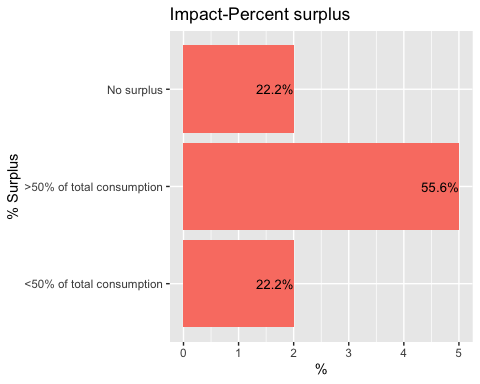 Impact-Percent surplus
% Surplus
No surplus
22.2%
>50% of total consumption
55.6%
<50% of total consumption
22.2%
0 1 2 3 4 5
%